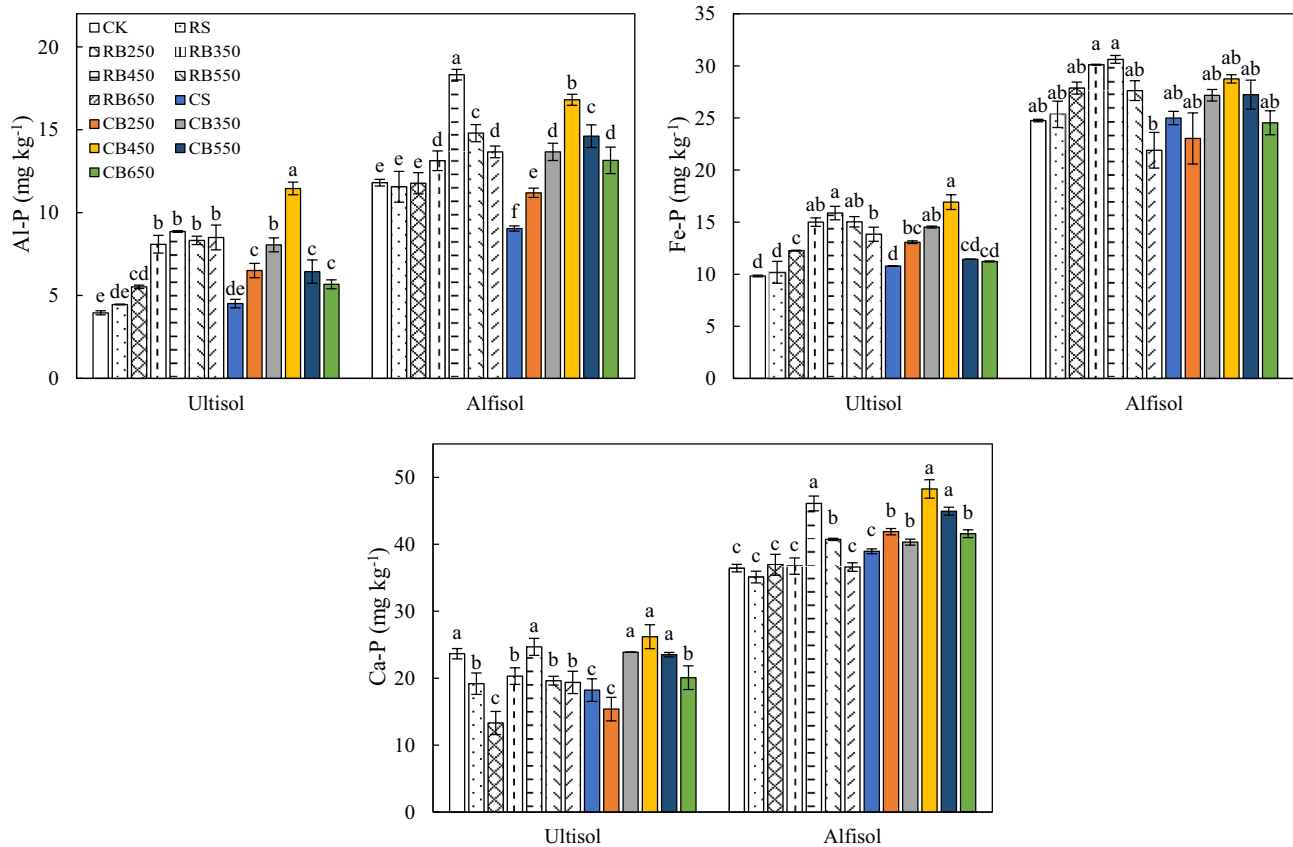 Al-P (mg kg⁻¹)
20
15
10
5
0
CK RS
RB250 RB350
RB450 RB550
RB650 CS
CB250 CB350
CB450 CB550
CB650
e de cd b b b b de c b a c c
e e e d a c d f e d b c d
Ultisol Alfisol
Fe-P (mg kg⁻¹)
35
30
25
20
15
10
5
0
d d c ab a ab b d bc ab a cd cd
ab ab ab a a ab b ab ab ab ab ab ab
Ultisol Alfisol
Ca-P (mg kg⁻¹)
50
40
30
20
10
0
a b c b a b b c c a a a b
c c c c a b c c b b a a b
Ultisol Alfisol